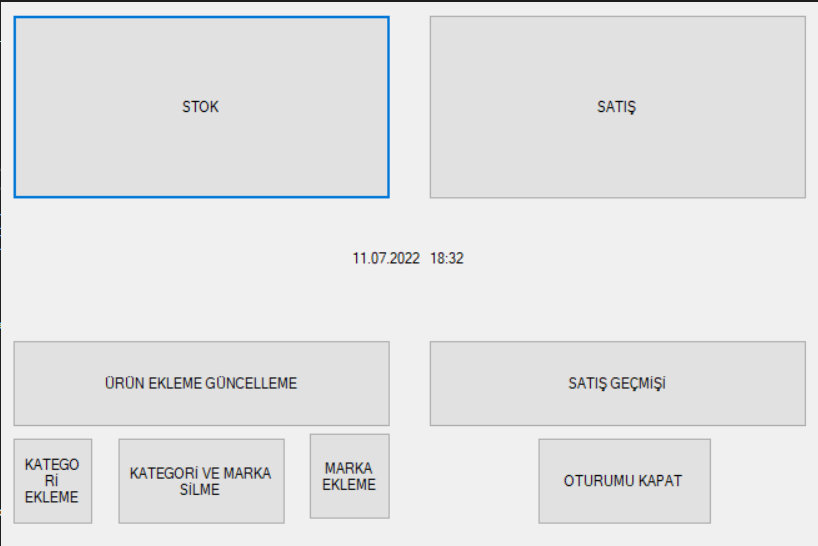 STOK
SATIŞ
11.07.2022 18:32
ÜRÜN EKLEME GÜNCELLEME
SATIŞ GEÇMİŞİ
KATEGO
Rİ
EKLEME
KATEGORİ VE MARKA
SİLME
MARKA
EKLEME
OTURUMU KAPAT